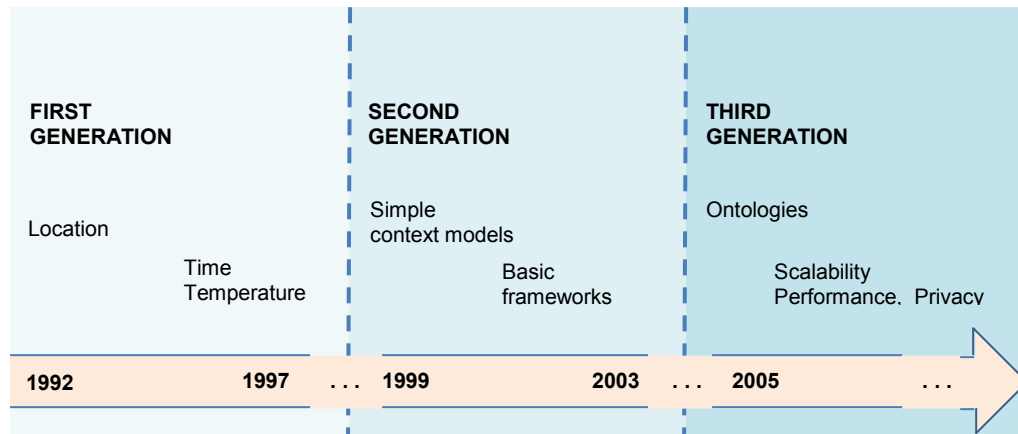 FIRST
GENERATION
SECOND
GENERATION
THIRD
GENERATION
Location
Time
Temperature
Simple
context models
Basic
frameworks
Ontologies
Scalability
Performance, Privacy
1992 1997 ... 1999 2003 ... 2005 ...